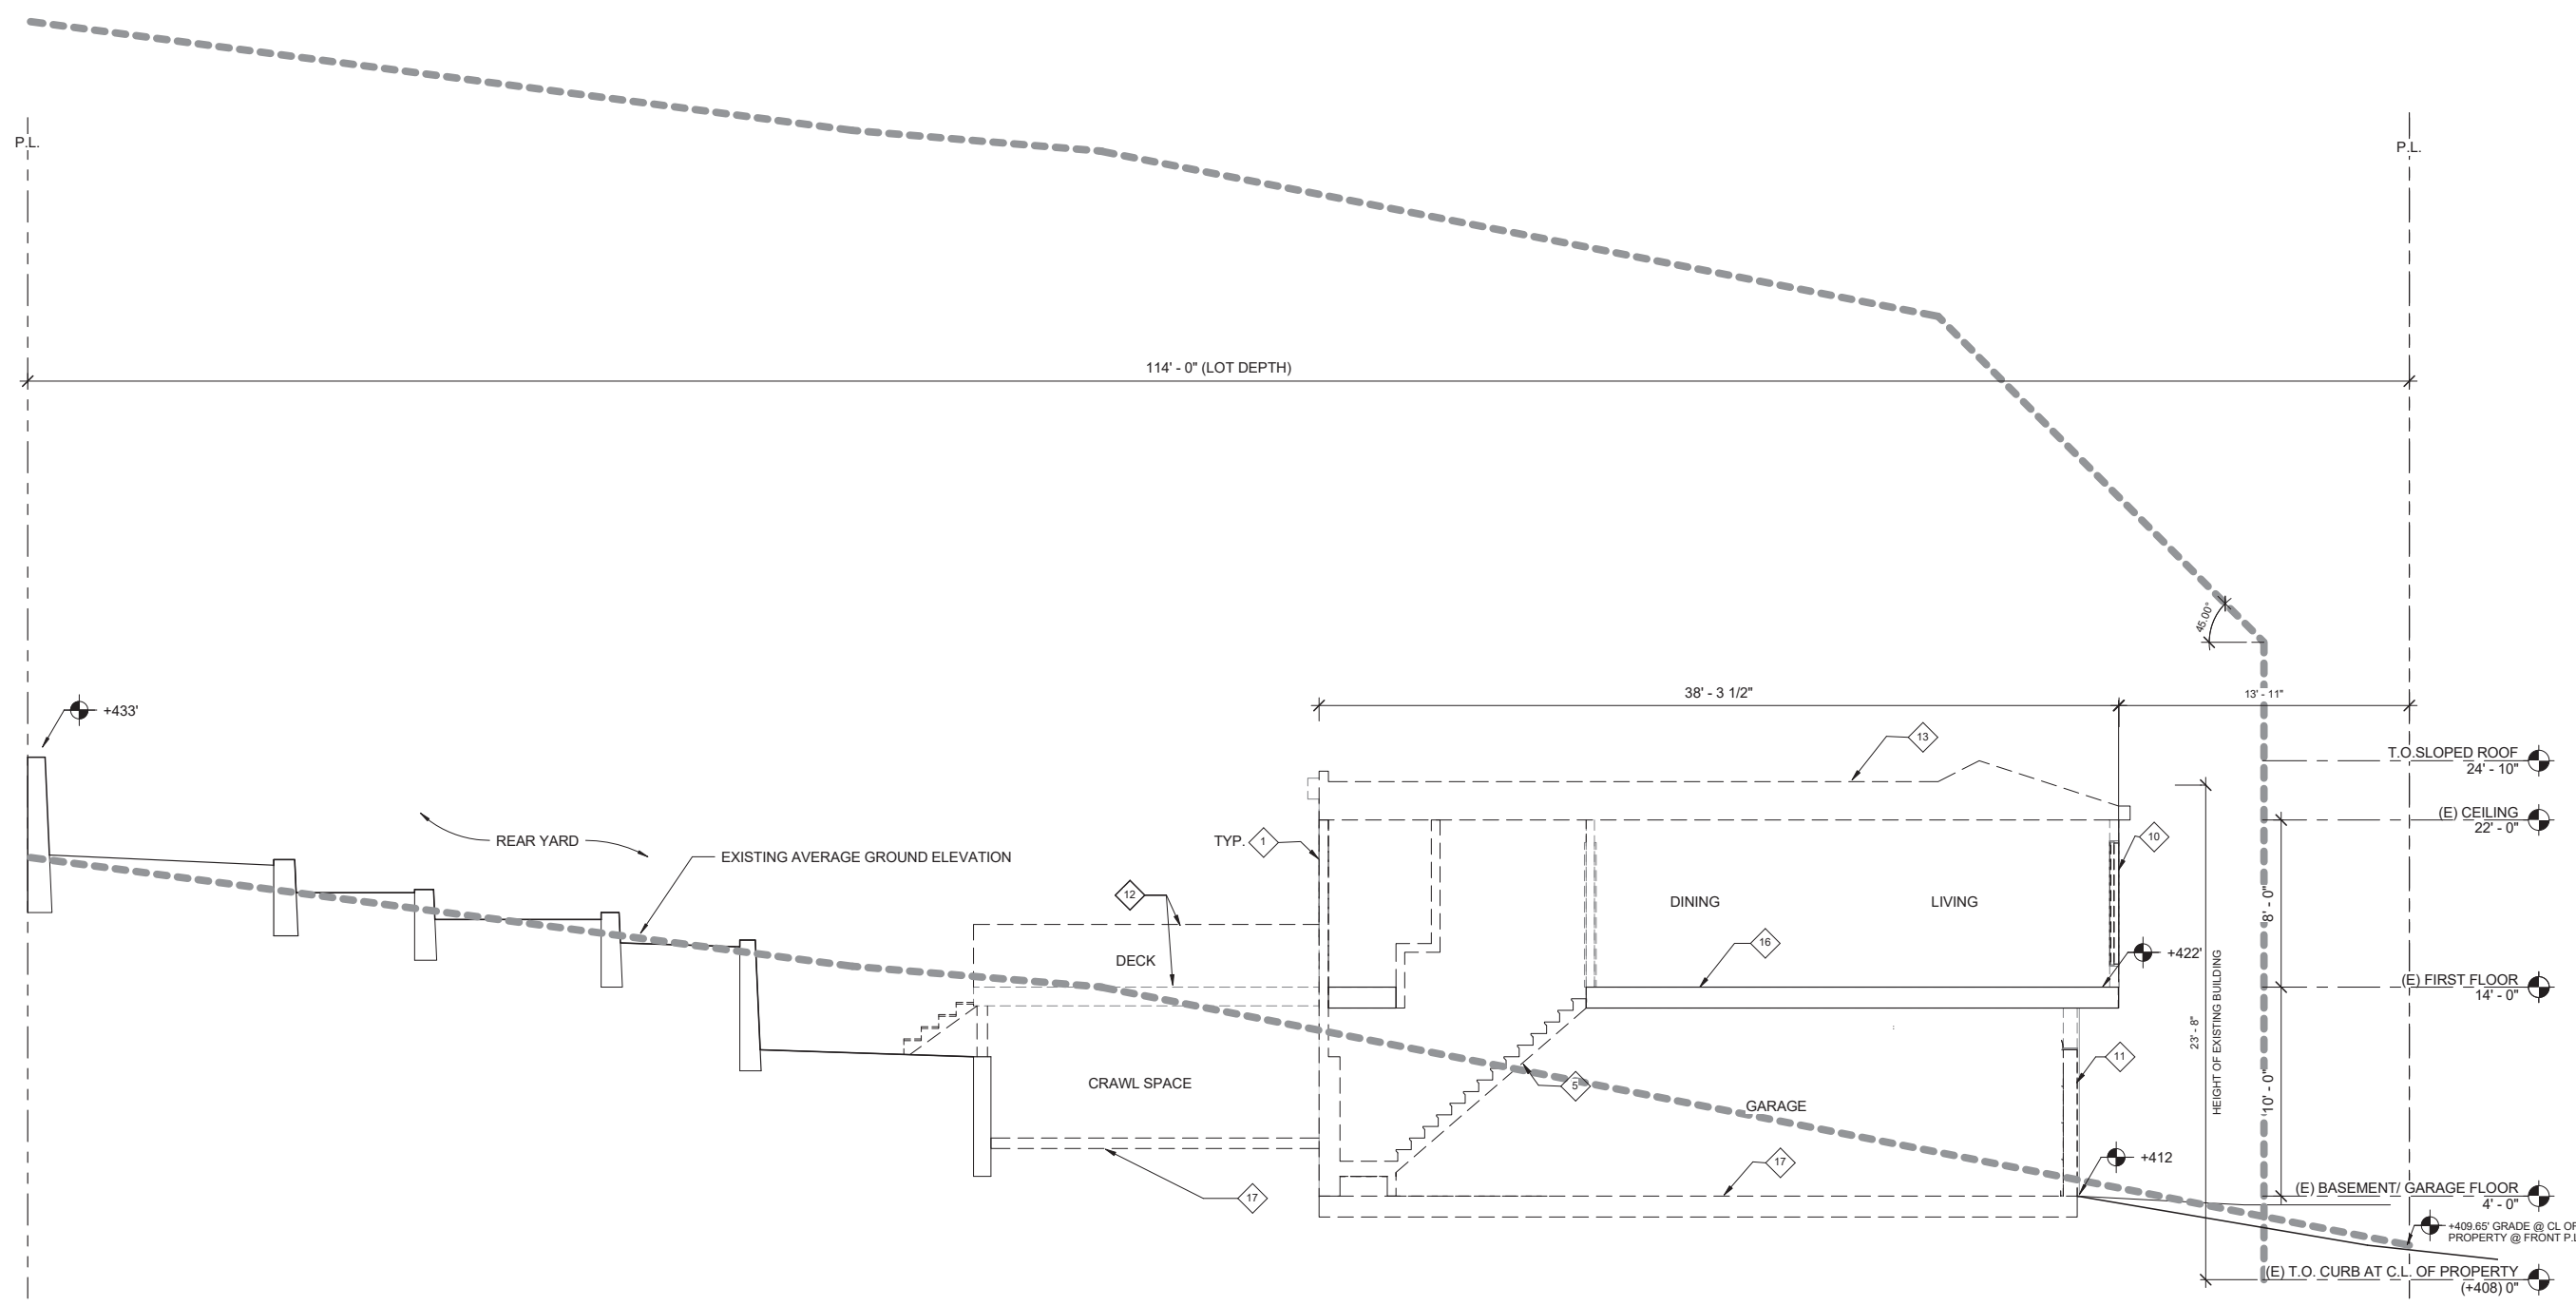 P.L.
P.L.
114' - 0" (LOT DEPTH)
45.00°
38' - 3 1/2"
13' - 11"
+433'
13
T.O.SLOPED ROOF
24' - 10"
(E) CEILING
22' - 0"
REAR YARD
TYP.
1
10
EXISTING AVERAGE GROUND ELEVATION
12
DINING
LIVING
8' - 0"
DECK
16
+422'
(E) FIRST FLOOR
14' - 0"
23' - 8"
HEIGHT OF EXISTING BUILDING
CRAWL SPACE
5
11
GARAGE
10' - 0"
17
17
+412
(E) BASEMENT/ GARAGE FLOOR
4' - 0"
+409.65' GRADE @ CL OF
PROPERTY @ FRONT P.L
(E) T.O. CURB AT C.L. OF PROPERTY
(+408) 0"